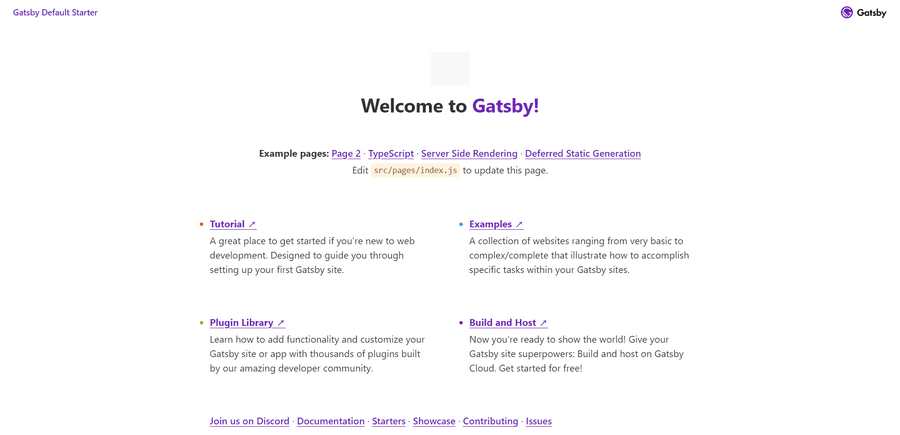 Gatsby Default Starter
Gatsby
Welcome to Gatsby!
Example pages: Page 2 · TypeScript · Server Side Rendering · Deferred Static Generation
Edit src/pages/index.js to update this page.
Tutorial ↗
A great place to get started if you're new to web
development. Designed to guide you through
setting up your first Gatsby site.
Examples ↗
A collection of websites ranging from very basic to
complex/complete that illustrate how to accomplish
specific tasks within your Gatsby sites.
Plugin Library ↗
Learn how to add functionality and customize your
Gatsby site or app with thousands of plugins built
by our amazing developer community.
Build and Host ↗
Now you're ready to show the world! Give your
Gatsby site superpowers: Build and host on Gatsby
Cloud. Get started for free!
Join us on Discord · Documentation · Starters · Showcase · Contributing · Issues